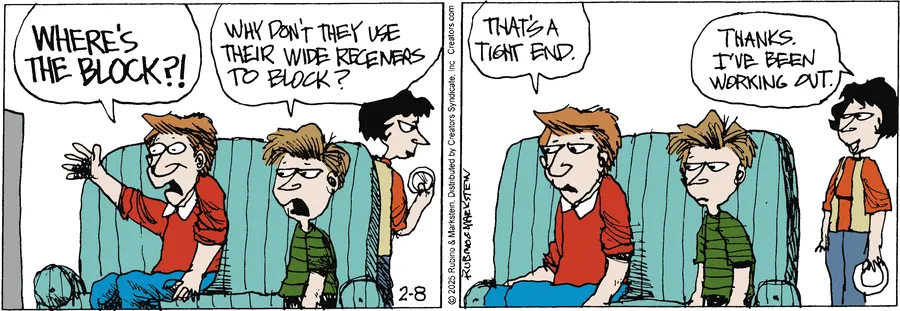 WHERE'S
THE BLOCK?!
WHY DON'T THEY USE
THEIR WIDE RECEIVERS
TO BLOCK?
2-8
© 2025 Rubino & Markstein, Distributed by Creators Syndicate, Inc Creators.com
THAT'S A
TIGHT END.
THANKS.
I'VE BEEN
WORKING OUT.
RUBINO & MARKSTEIN